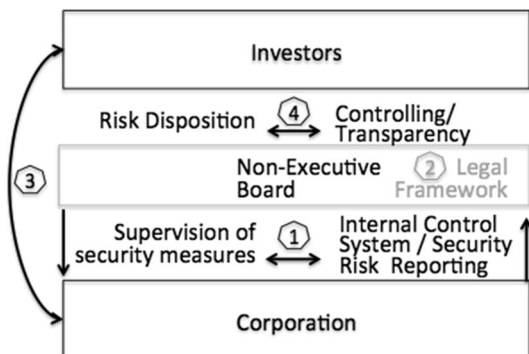 Investors
Risk Disposition
4
Controlling/
Transparency
3
Non-Executive
Board
2 Legal
Framework
Supervision of
security measures
1
Internal Control
System / Security
Risk Reporting
Corporation